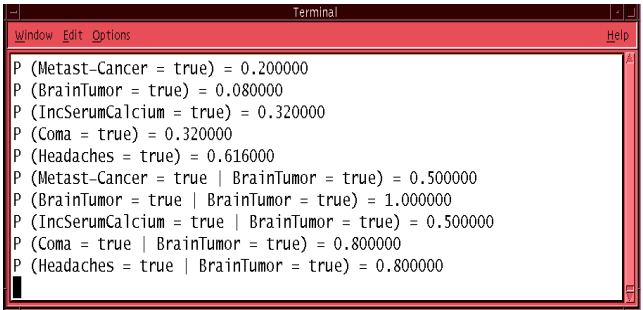 Terminal
Window Edit Options Help
P (Metast-Cancer = true) = 0.200000
P (BrainTumor = true) = 0.080000
P (IncSerumCalcium = true) = 0.320000
P (Coma = true) = 0.320000
P (Headaches = true) = 0.616000
P (Metast-Cancer = true | BrainTumor = true) = 0.500000
P (BrainTumor = true | BrainTumor = true) = 1.000000
P (IncSerumCalcium = true | BrainTumor = true) = 0.500000
P (Coma = true | BrainTumor = true) = 0.800000
P (Headaches = true | BrainTumor = true) = 0.800000